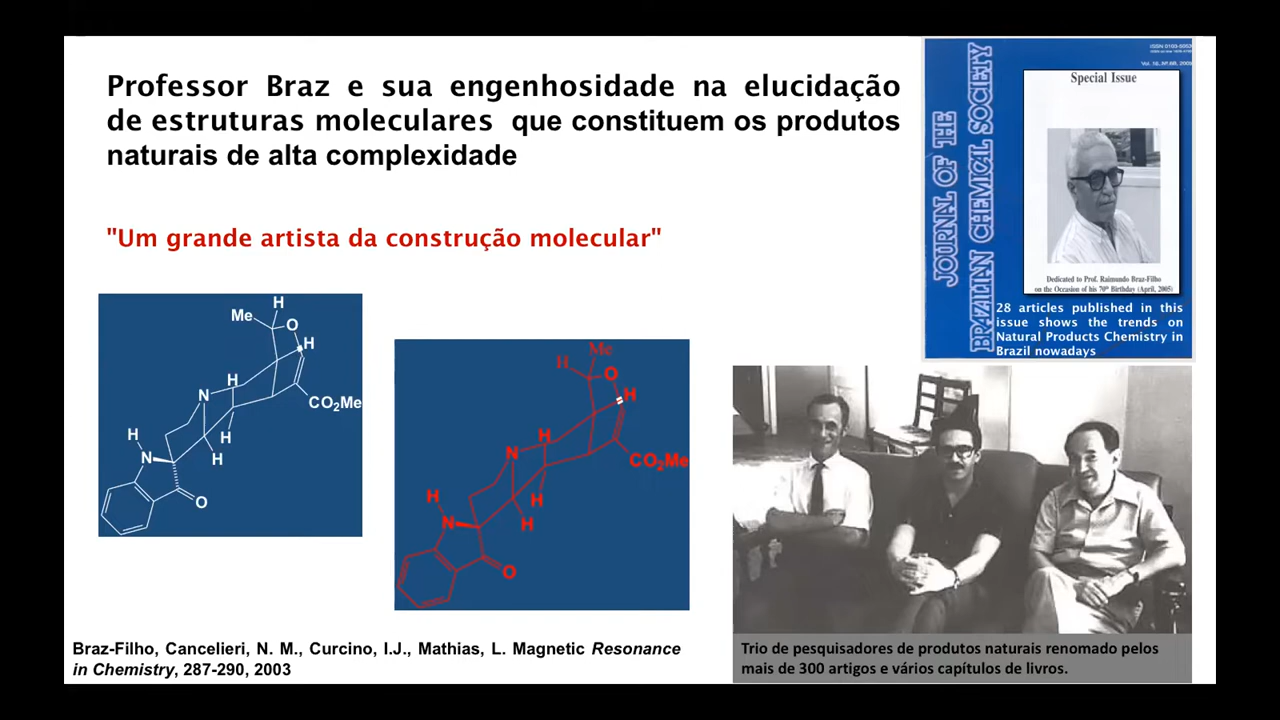 Professor Braz e sua engenhosidade na elucidação
de estruturas moleculares que constituem os produtos
naturais de alta complexidade
"Um grande artista da construção molecular"
H
Me
O
H
H
N
CO₂Me
H
H
H
N
O
Me
H
O
H
H
N
CO₂Me
H
H
H
N
O
Braz-Filho, Cancelieri, N. M., Curcino, I.J., Mathias, L. Magnetic Resonance
in Chemistry, 287-290, 2003
JOURNAL OF THE
BRAZILIAN CHEMICAL SOCIETY
Special Issue
Dedicated to Prof. Raimundo Braz-Filho
on the Occasion of his 70th Birthday (April, 2005)
28 articles published in this
issue shows the trends on
Natural Products Chemistry in
Brazil nowadays
Trio de pesquisadores de produtos naturais renomado pelos
mais de 300 artigos e vários capítulos de livros.